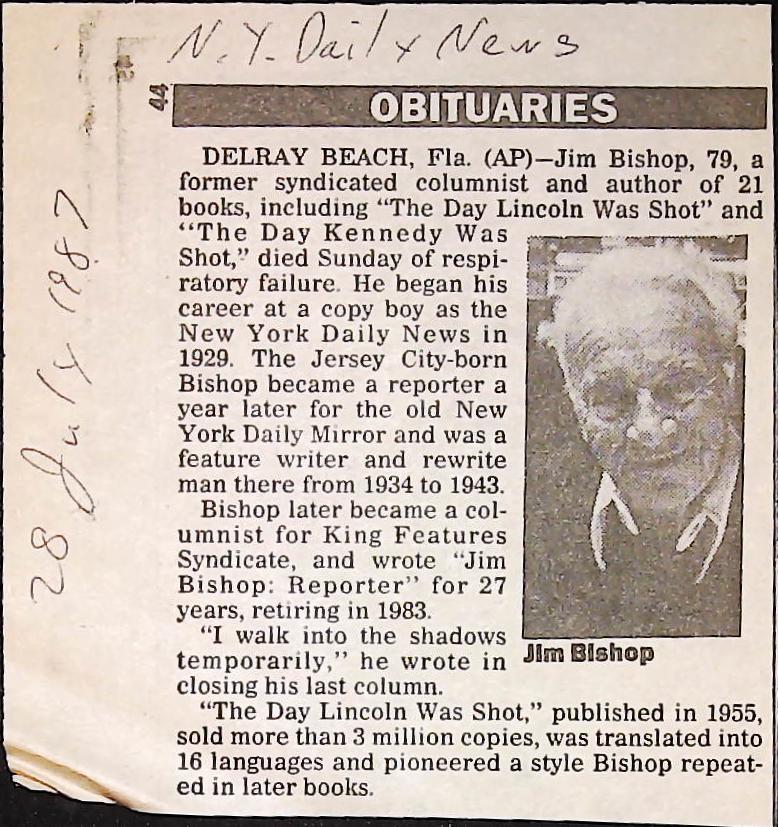 N.Y. Daily News
44
OBITUARIES
DELRAY BEACH, Fla. (AP)—Jim Bishop, 79, a
former syndicated columnist and author of 21
books, including “The Day Lincoln Was Shot” and
“The Day Kennedy Was
Shot,” died Sunday of respi-
ratory failure. He began his
career at a copy boy as the
New York Daily News in
1929. The Jersey City-born
Bishop became a reporter a
year later for the old New
York Daily Mirror and was a
feature writer and rewrite
man there from 1934 to 1943.
Bishop later became a col-
umnist for King Features
Syndicate, and wrote “Jim
Bishop: Reporter” for 27
years, retiring in 1983.
“I walk into the shadows
temporarily,” he wrote in
closing his last column.
“The Day Lincoln Was Shot,” published in 1955,
sold more than 3 million copies, was translated into
16 languages and pioneered a style Bishop repeat-
ed in later books.
Jim Bishop
28 July 1987